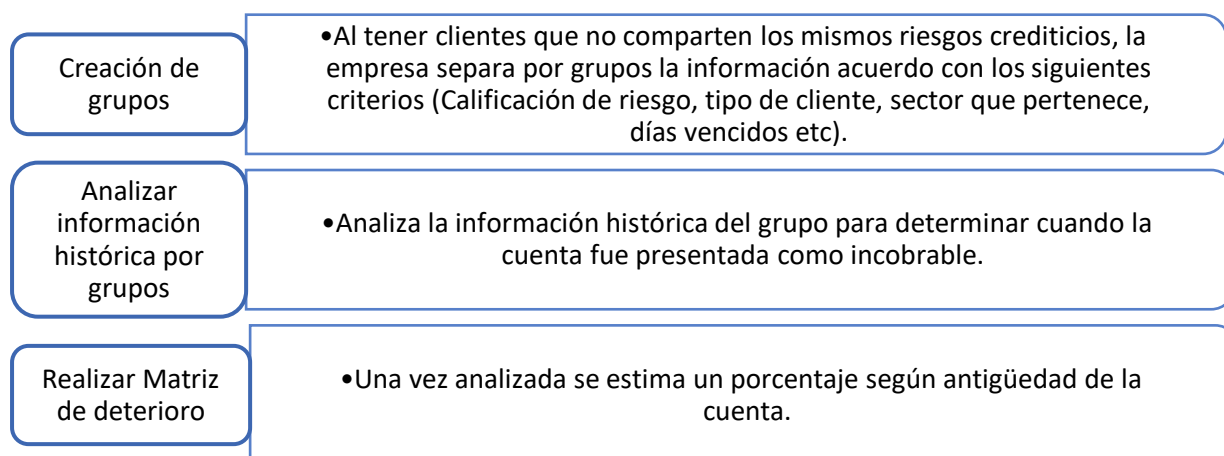 Creación de
grupos
•Al tener clientes que no comparten los mismos riesgos crediticios, la
empresa separa por grupos la información acuerdo con los siguientes
criterios (Calificación de riesgo, tipo de cliente, sector que pertenece,
días vencidos etc).
Analizar
información
histórica por
grupos
•Analiza la información histórica del grupo para determinar cuando la
cuenta fue presentada como incobrable.
Realizar Matriz
de deterioro
•Una vez analizada se estima un porcentaje según antigüedad de la
cuenta.